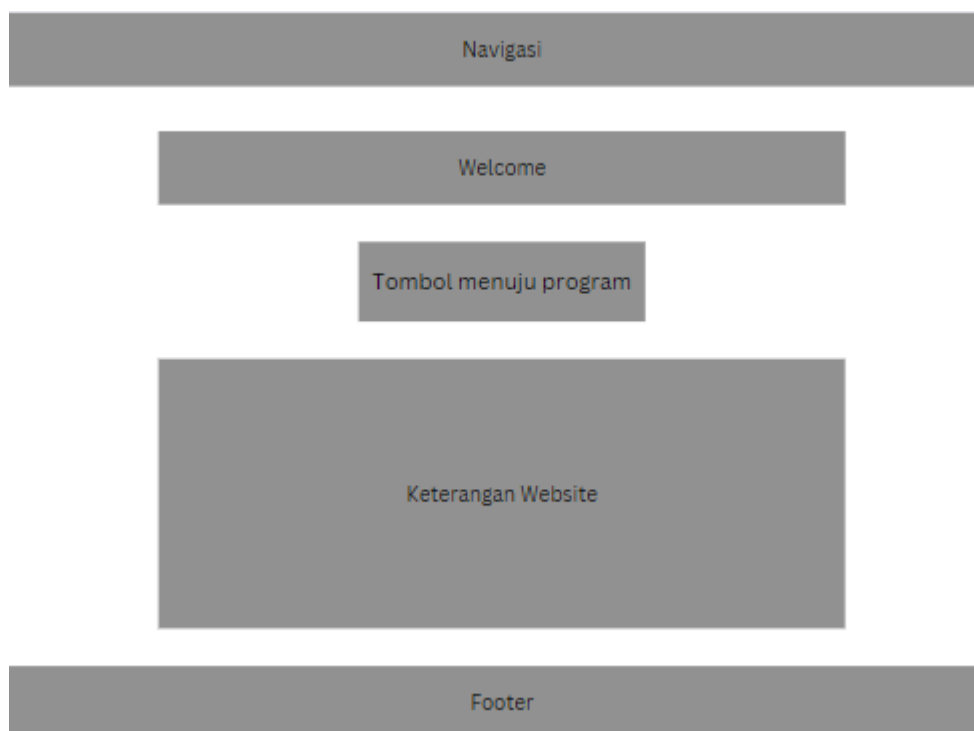 Navigasi
Welcome
Tombol menuju program
Keterangan Website
Footer